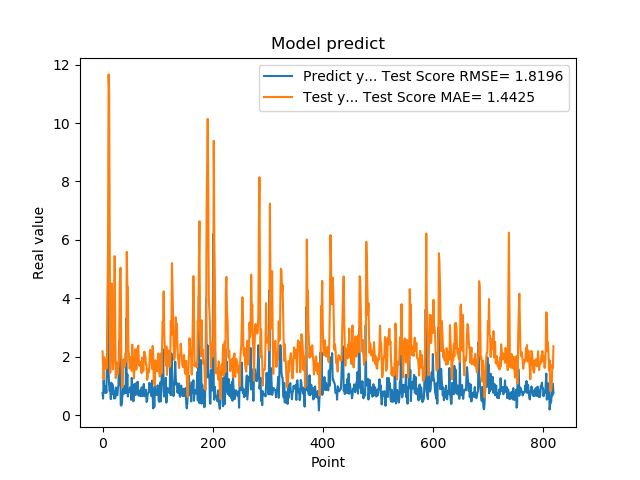 Model predict
Predict y... Test Score RMSE= 1.8196
Test y... Test Score MAE= 1.4425
Real value
12
10
8
6
4
2
0
0 200 400 600 800
Point